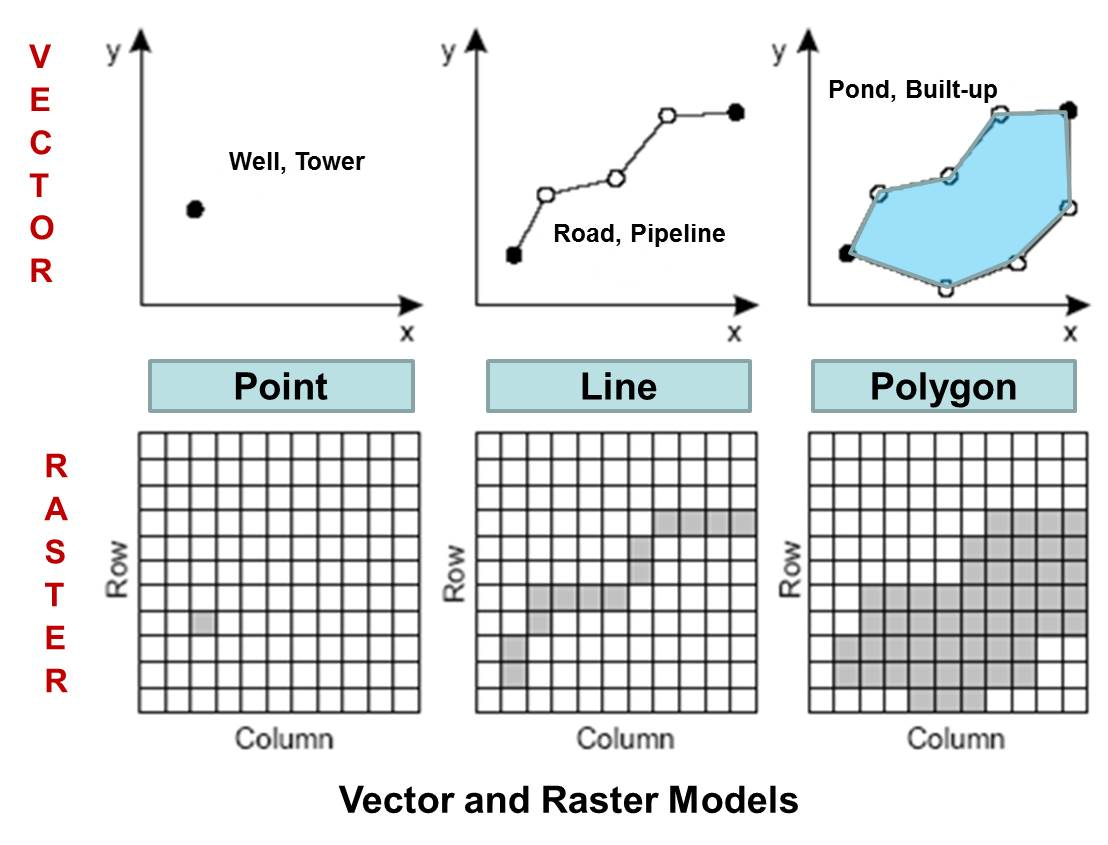 VECTOR
y
Well, Tower
x
y
Road, Pipeline
x
y
Pond, Built-up
x
Point
Line
Polygon
RASTER
Row
Column
Row
Column
Row
Column
Vector and Raster Models